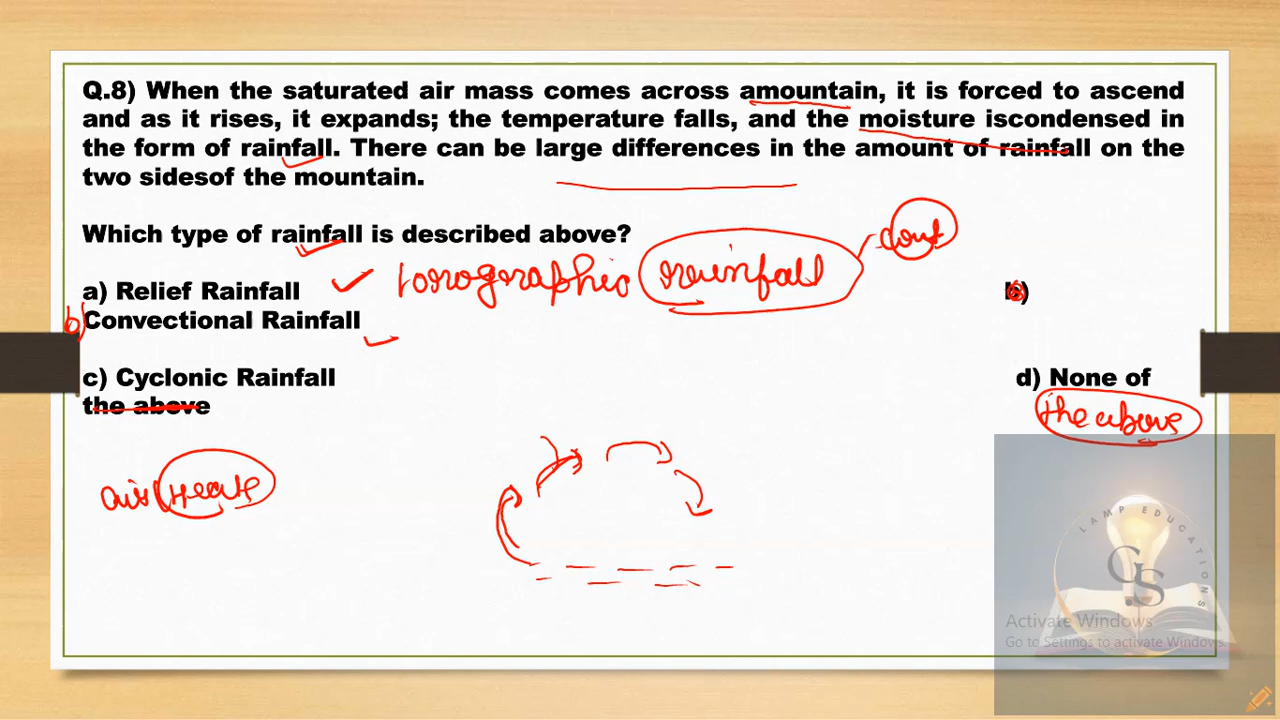 Q.8) When the saturated air mass comes across amountain, it is forced to ascend
and as it rises, it expands; the temperature falls, and the moisture iscondensed in
the form of rainfall. There can be large differences in the amount of rainfall on the
two sidesof the mountain.
Which type of rainfall is described above?
a) Relief Rainfall orographic rainfall b)
b) Convectional Rainfall
c) Cyclonic Rainfall d) None of
the above the above
air
LAMP EDUCATIONS
GS
Activate Windows
Go to Settings to activate Windows.